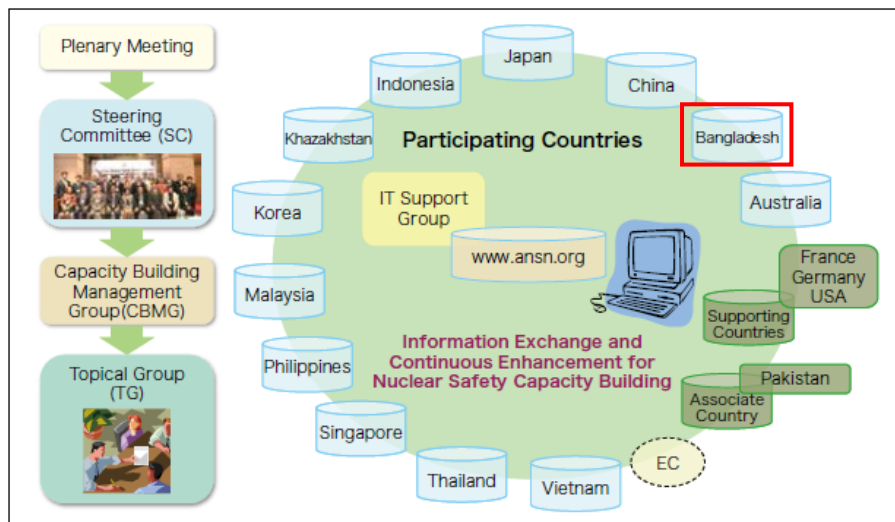 Plenary Meeting
Steering
Committee (SC)
Capacity Building
Management
Group(CBMG)
Topical Group
(TG)
Japan
Indonesia
China
Khazakhstan
Participating Countries
Bangladesh
IT Support
Group
Korea
Australia
www.ansn.org
France
Germany
USA
Malaysia
Supporting
Countries
Information Exchange and
Continuous Enhancement for
Nuclear Safety Capacity Building
Philippines
Pakistan
Associate
Country
Singapore
EC
Thailand
Vietnam